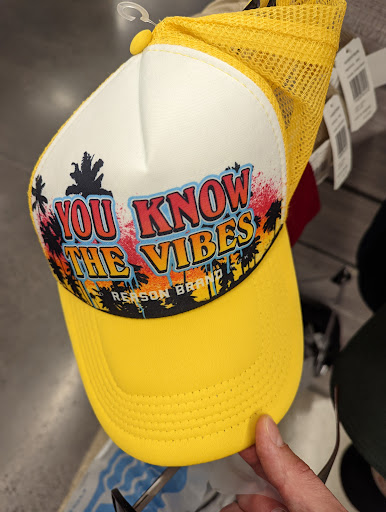 YOU KNOW
THE VIBES
REASON BRAND